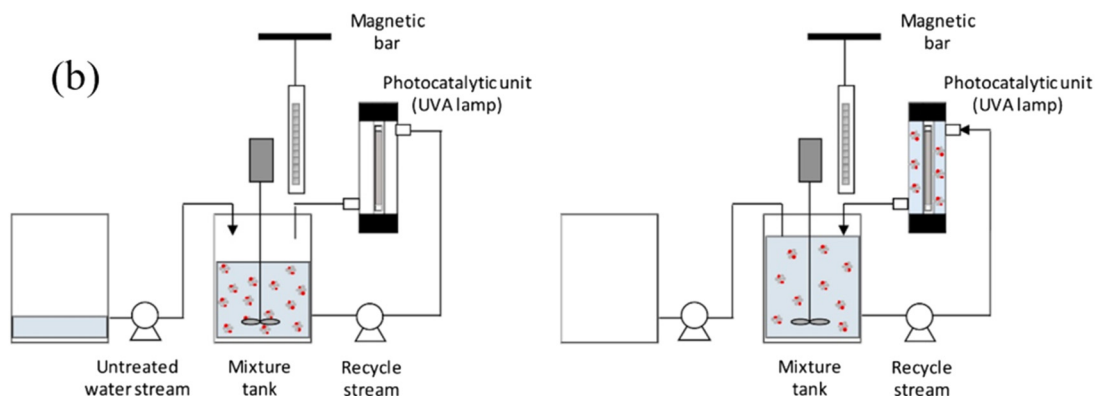 (b)
Magnetic
bar
Photocatalytic unit
(UVA lamp)
Untreated
water stream
Mixture
tank
Recycle
stream
Magnetic
bar
Photocatalytic unit
(UVA lamp)
Mixture
tank
Recycle
stream